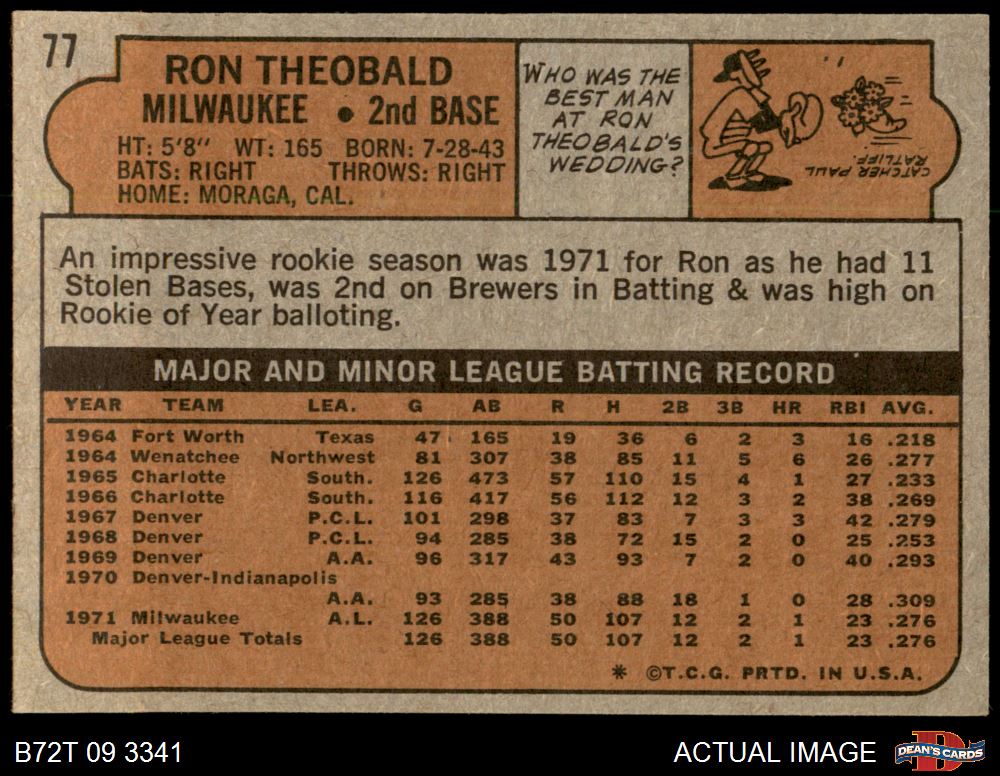 77
RON THEOBALD
MILWAUKEE • 2nd BASE
HT: 5'8" WT: 165 BORN: 7-28-43
BATS: RIGHT THROWS: RIGHT
HOME: MORAGA, CAL.
WHO WAS THE
BEST MAN
AT RON
THEOBALD'S
WEDDING?
CATCHER PAUL
RATLIFF.
An impressive rookie season was 1971 for Ron as he had 11
Stolen Bases, was 2nd on Brewers in Batting & was high on
Rookie of Year balloting.
MAJOR AND MINOR LEAGUE BATTING RECORD
YEAR TEAM LEA. G AB R H 2B 3B HR RBI AVG.
1964 Fort Worth Texas 47 165 19 36 6 2 3 16 .218
1964 Wenatchee Northwest 81 307 38 85 11 5 6 26 .277
1965 Charlotte South. 126 473 57 110 15 4 1 27 .233
1966 Charlotte South. 116 417 56 112 12 3 2 38 .269
1967 Denver P.C.L. 101 298 37 83 7 3 3 42 .279
1968 Denver P.C.L. 94 285 38 72 15 2 0 25 .253
1969 Denver A.A. 96 317 43 93 7 2 0 40 .293
1970 Denver-Indianapolis
A.A. 93 285 38 88 18 1 0 28 .309
1971 Milwaukee A.L. 126 388 50 107 12 2 1 23 .276
Major League Totals 126 388 50 107 12 2 1 23 .276
* ©T.C.G. PRTD. IN U.S.A.
B72T 09 3341
ACTUAL IMAGE
D
DEAN'S CARDS